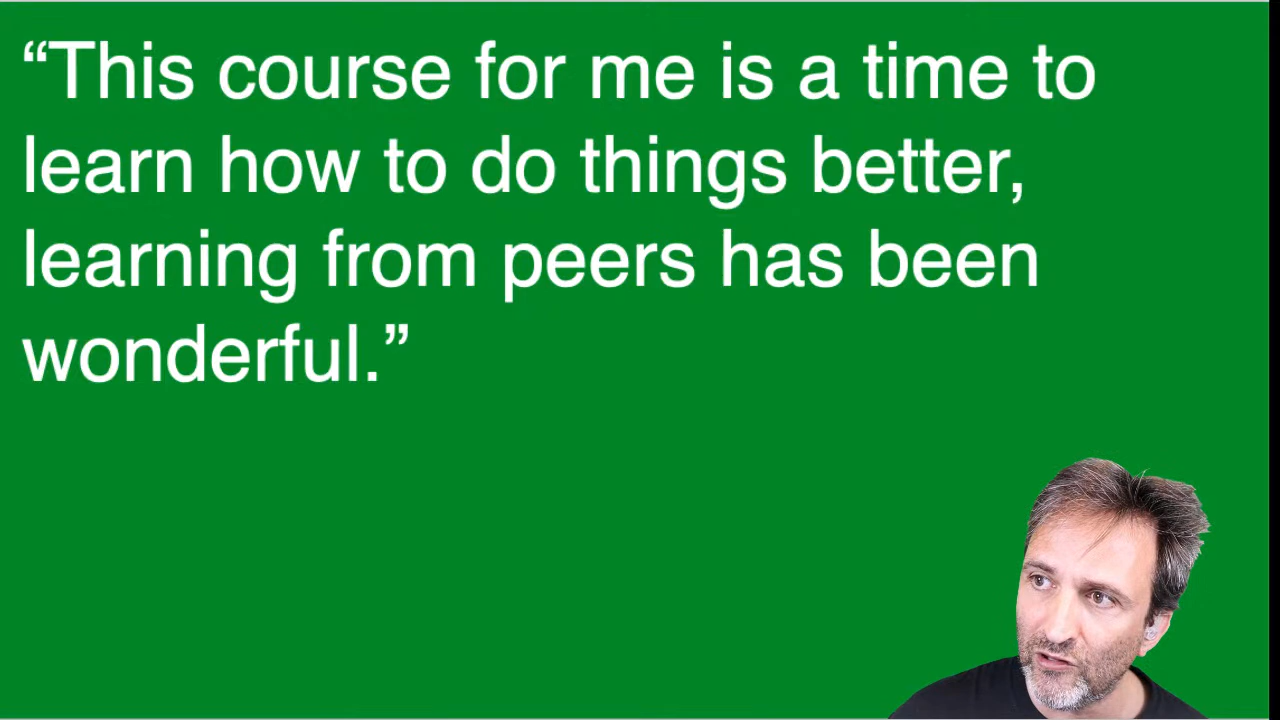 “This course for me is a time to
learn how to do things better,
learning from peers has been
wonderful.”